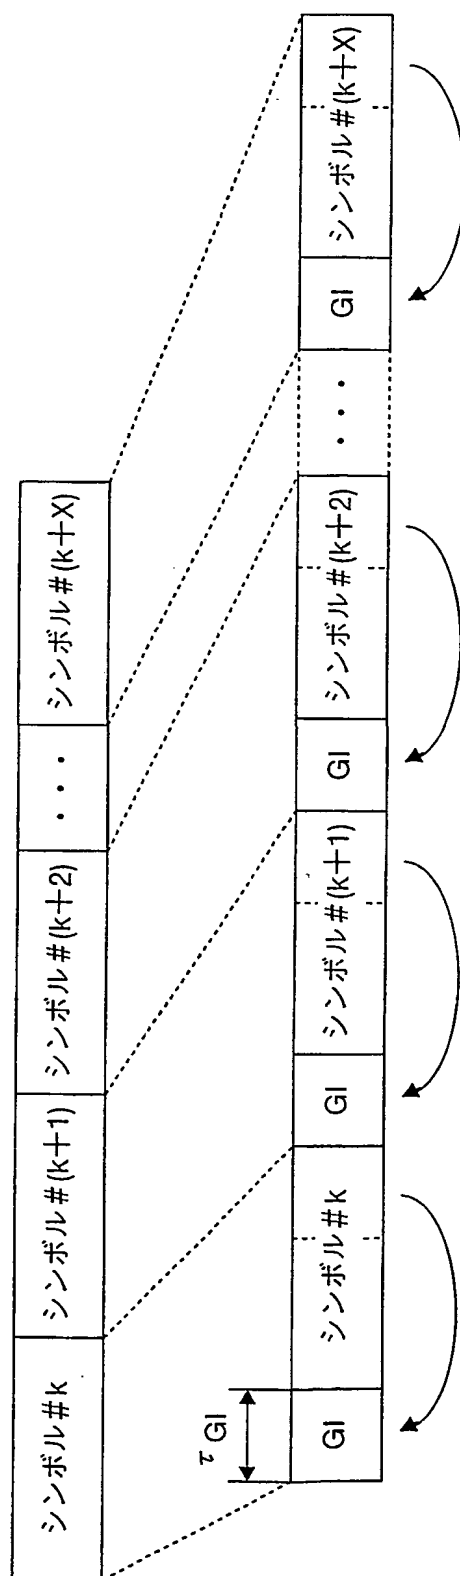 シンボル#k
シンボル#(k+1)
シンボル#(k+2)
・・・
シンボル#(k+X)
τGI
GI
シンボル#k
GI
シンボル#(k+1)
GI
シンボル#(k+2)
・・・
GI
シンボル#(k+X)